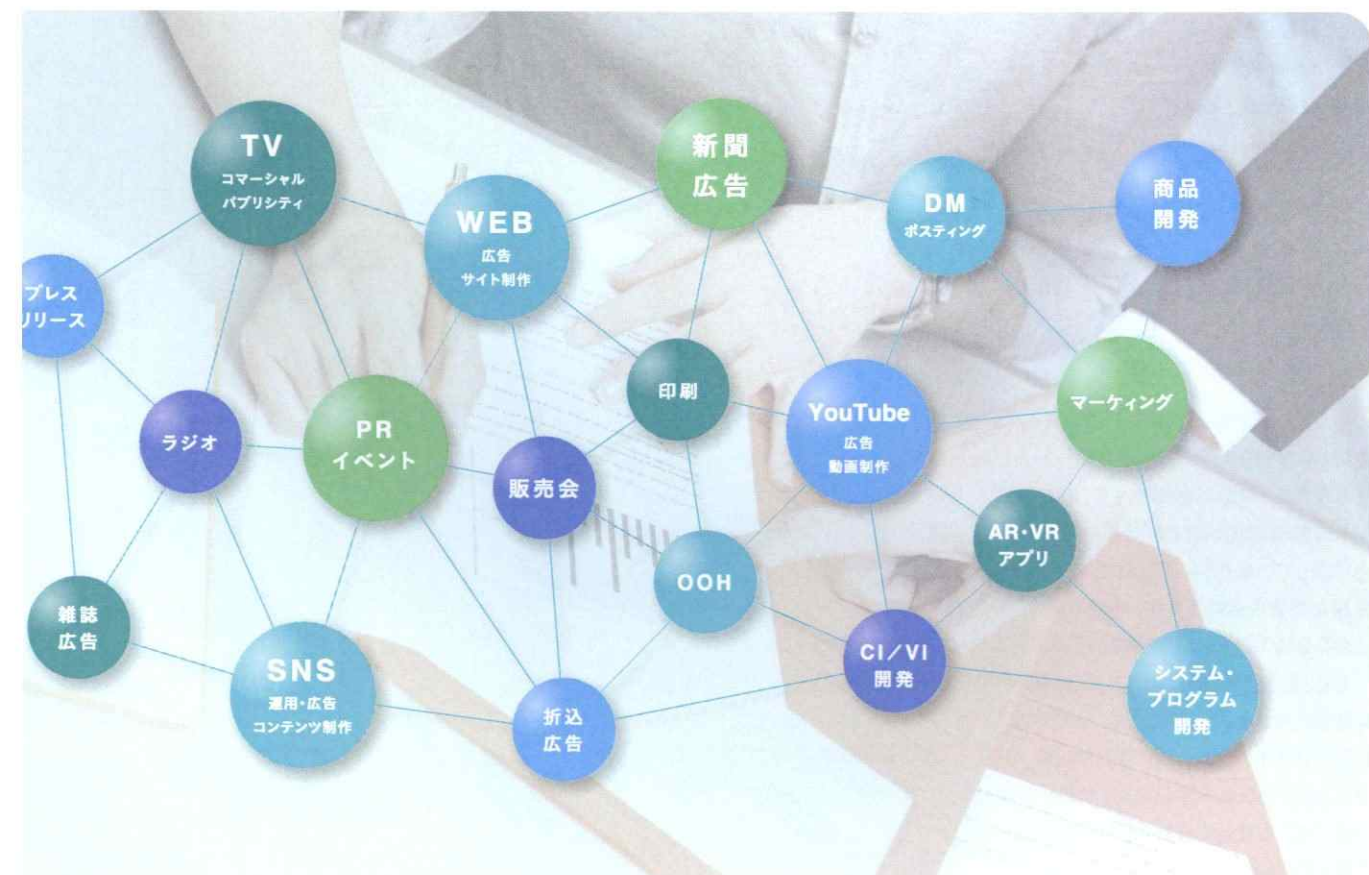 TV
コマーシャル
パブリシティ
WEB
広告
サイト制作
新聞
広告
DM
ポスティング
商品
開発
プレス
リリース
ラジオ
PR
イベント
販売会
印刷
YouTube
広告
動画制作
マーケティング
AR・VR
アプリ
OOH
雑誌
広告
SNS
運用・広告
コンテンツ制作
折込
広告
CI／VI
開発
システム・
プログラム
開発